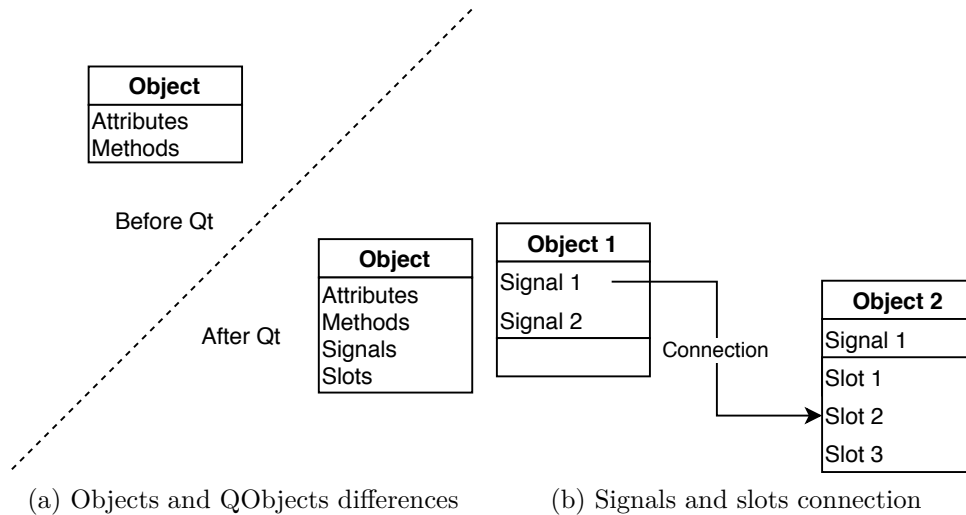 Object
Attributes
Methods
Before Qt
After Qt
Object
Attributes
Methods
Signals
Slots
(a) Objects and QObjects differences
Object 1
Signal 1
Signal 2
Connection
Object 2
Signal 1
Slot 1
Slot 2
Slot 3
(b) Signals and slots connection